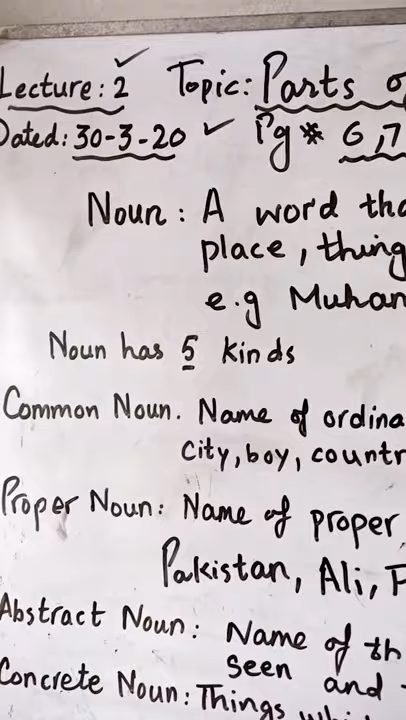 Lecture: 2 Topic: Parts
Dated: 30-3-20 Pg * 6,7
Noun: A word
place, thing
e.g
Noun has 5 kinds
Common Noun. Name of
city, boy,
Proper Noun: Name of proper
Pakistan, Ali,
Abstract Noun: Name of
seen and
Concrete Noun: Things